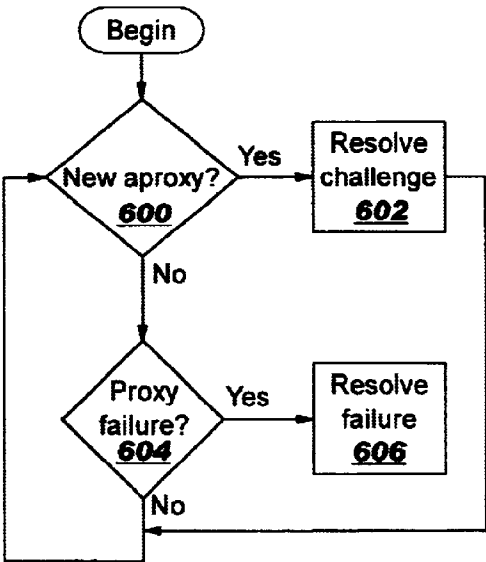 Begin
New aproxy?
600
Yes
Resolve
challenge
602
No
Proxy
failure?
604
Yes
Resolve
failure
606
No